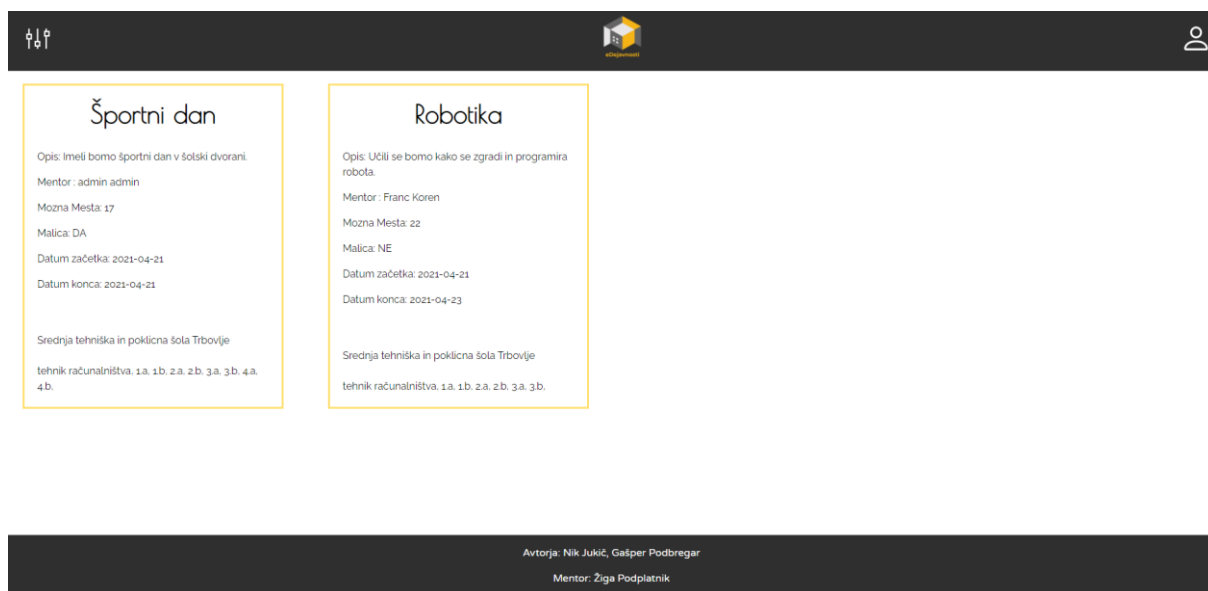 eDejavnosti
Športni dan
Opis: Imeli bomo športni dan v šolski dvorani.
Mentor : admin admin
Mozna Mesta: 17
Malica: DA
Datum začetka: 2021-04-21
Datum konca: 2021-04-21
Srednja tehniška in poklicna šola Trbovlje
tehnik računalništva, 1.a, 1.b, 2.a, 2.b, 3.a, 3.b, 4.a,
4.b,
Robotika
Opis: Učili se bomo kako se zgradi in programira
robota.
Mentor : Franc Koren
Mozna Mesta: 22
Malica: NE
Datum začetka: 2021-04-21
Datum konca: 2021-04-23
Srednja tehniška in poklicna šola Trbovlje
tehnik računalništva, 1.a, 1.b, 2.a, 2.b, 3.a, 3.b,
Avtorja: Nik Jukič, Gašper Podbregar
Mentor: Žiga Podplatnik